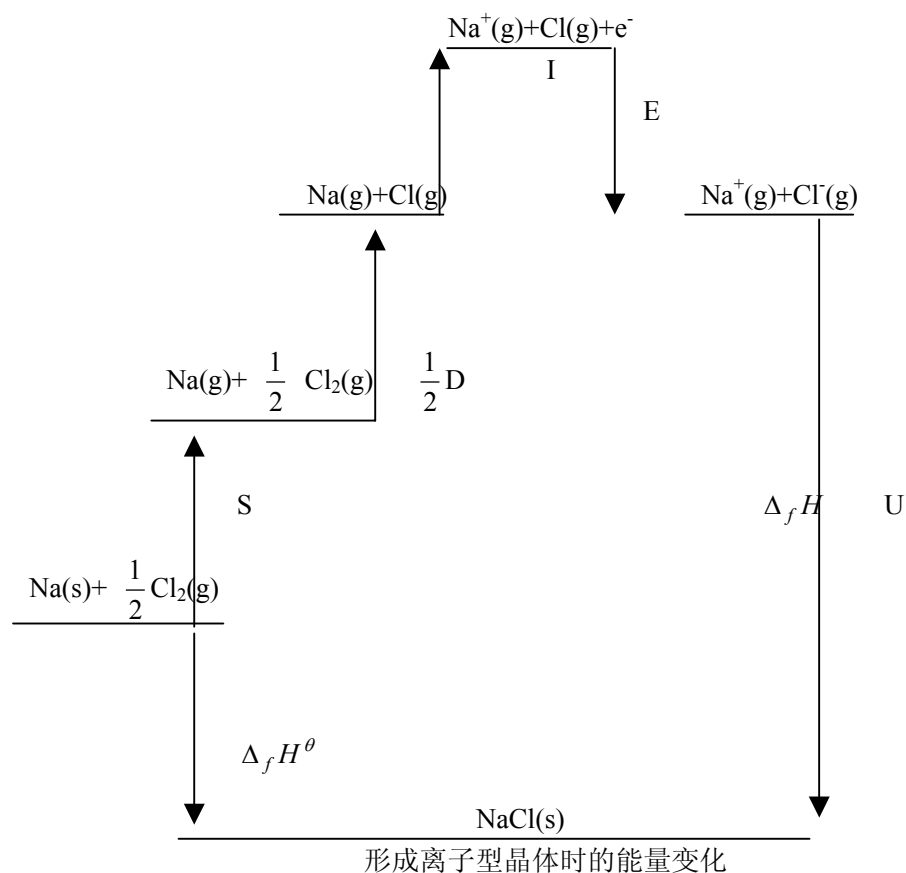 Na⁺(g)+Cl(g)+e⁻
I
E
Na(g)+Cl(g)
Na⁺(g)+Cl⁻(g)
Na(g)+ 1/2 Cl₂(g)
1/2 D
S
Δ_f H
U
Na(s)+ 1/2 Cl₂(g)
Δ_f H^θ
NaCl(s)
形成离子型晶体时的能量变化